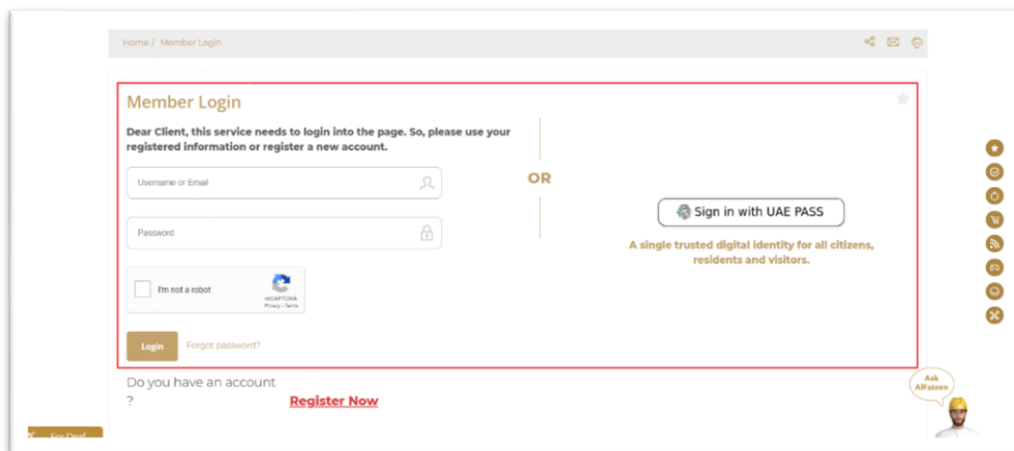 Home / Member Login
Member Login
Dear Client, this service needs to login into the page. So, please use your
registered information or register a new account.
Username or Email
Password
I'm not a robot
reCAPTCHA
Privacy - Terms
Login
Forgot password?
OR
Sign in with UAE PASS
A single trusted digital identity for all citizens,
residents and visitors.
Do you have an account
?
Register Now
Ask
AlFateen
For Deaf